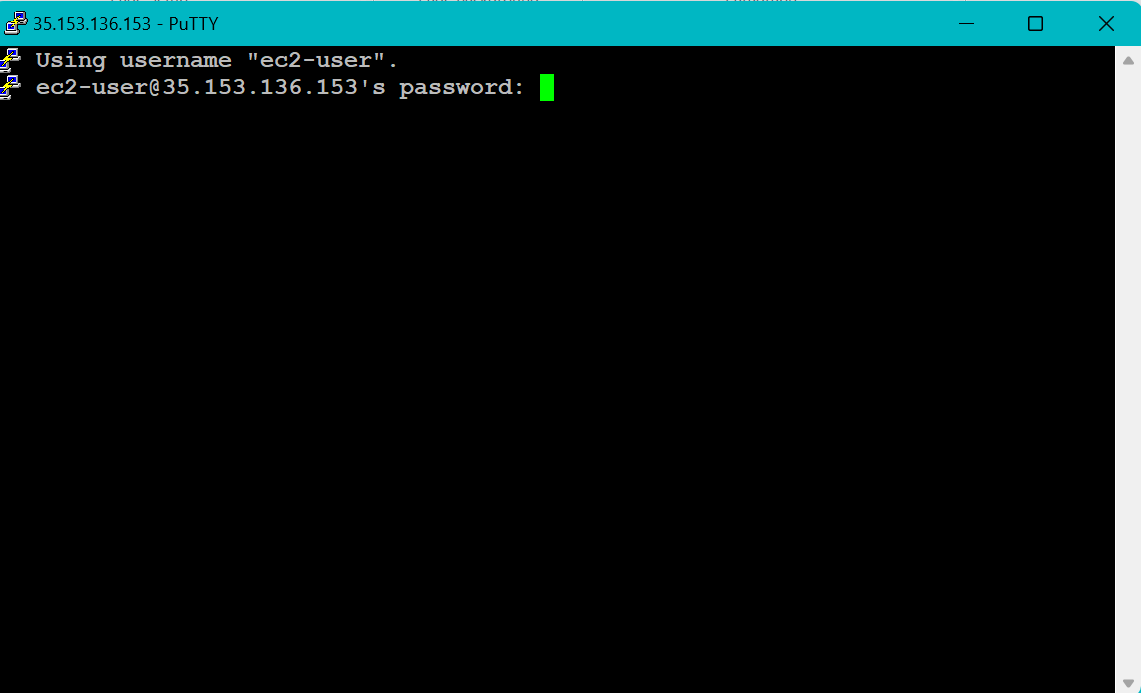 35.153.136.153 - PuTTY
Using username "ec2-user".
ec2-user@35.153.136.153's password: